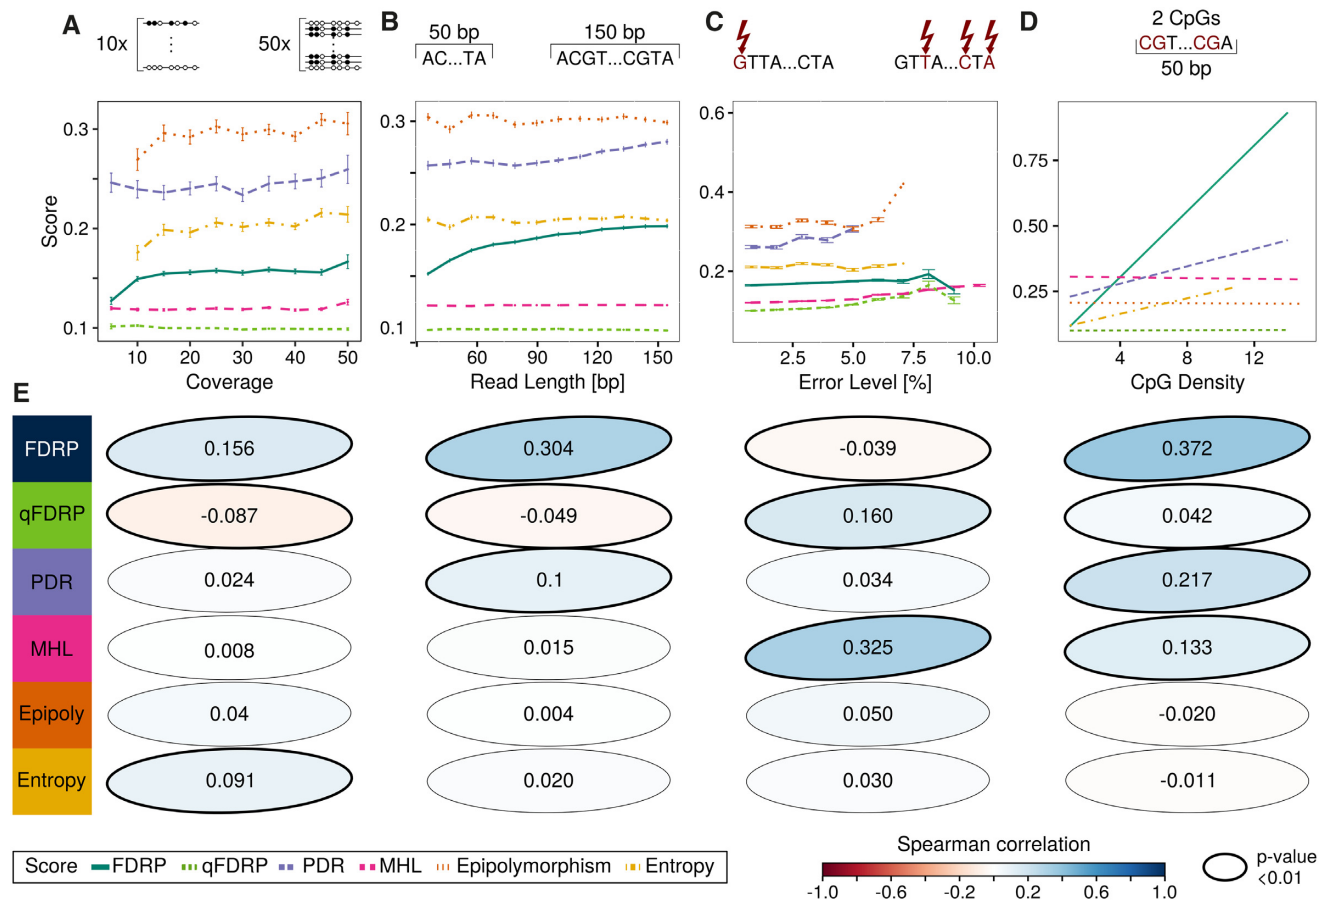 A
10x
50x
B
50 bp
150 bp
AC...TA
ACGT...CGTA
C
GTTA...CTA
GTTA...CTA
D
2 CpGs
CGT...CGA
50 bp
Score
0.3
0.2
0.1
10
20
30
40
50
Coverage
0.3
0.2
0.1
60
90
120
150
Read Length [bp]
0.6
0.4
0.2
2.5
5.0
7.5
10.0
Error Level [%]
0.75
0.50
0.25
4
8
12
CpG Density
E
FDRP
0.156
0.304
-0.039
0.372
qFDRP
-0.087
-0.049
0.160
0.042
PDR
0.024
0.1
0.034
0.217
MHL
0.008
0.015
0.325
0.133
Epipoly
0.04
0.004
0.050
-0.020
Entropy
0.091
0.020
0.030
-0.011
Score FDRP qFDRP PDR MHL Epipolymorphism Entropy
Spearman correlation
-1.0 -0.6 -0.2 0.2 0.6 1.0
p-value
<0.01